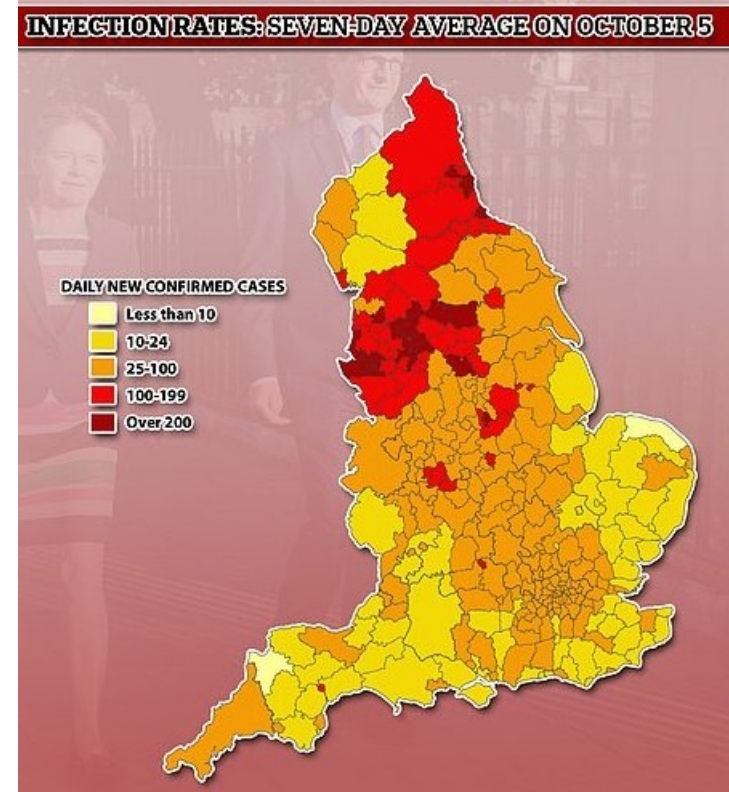 INFECTION RATES: SEVEN-DAY AVERAGE ON OCTOBER 5
DAILY NEW CONFIRMED CASES
Less than 10
10-24
25-100
100-199
Over 200